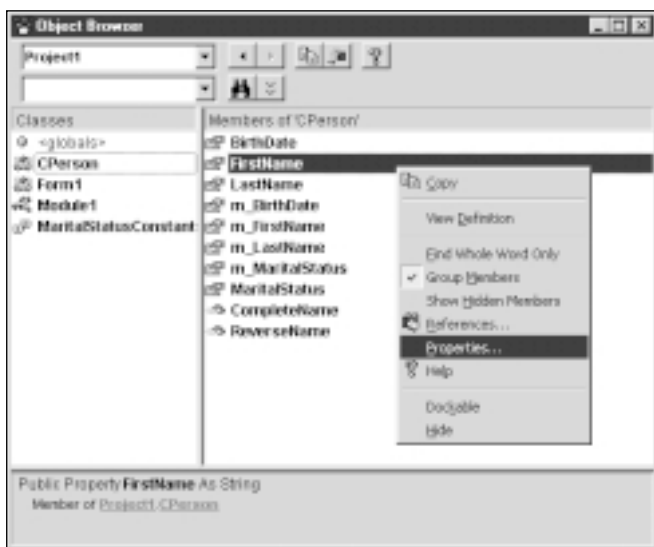 Object Browser
Project1
Classes
Members of 'CPerson'
<globals>
CPerson
Form1
Module1
MaritalStatusConstant
BirthDate
FirstName
LastName
m_BirthDate
m_FirstName
m_LastName
m_MaritalStatus
MaritalStatus
CompleteName
ReverseName
Copy
View Definition
Find Whole Word Only
Group Members
Show Hidden Members
References...
Properties...
Help
Dockable
Hide
Public Property FirstName As String
Member of Project1.CPerson